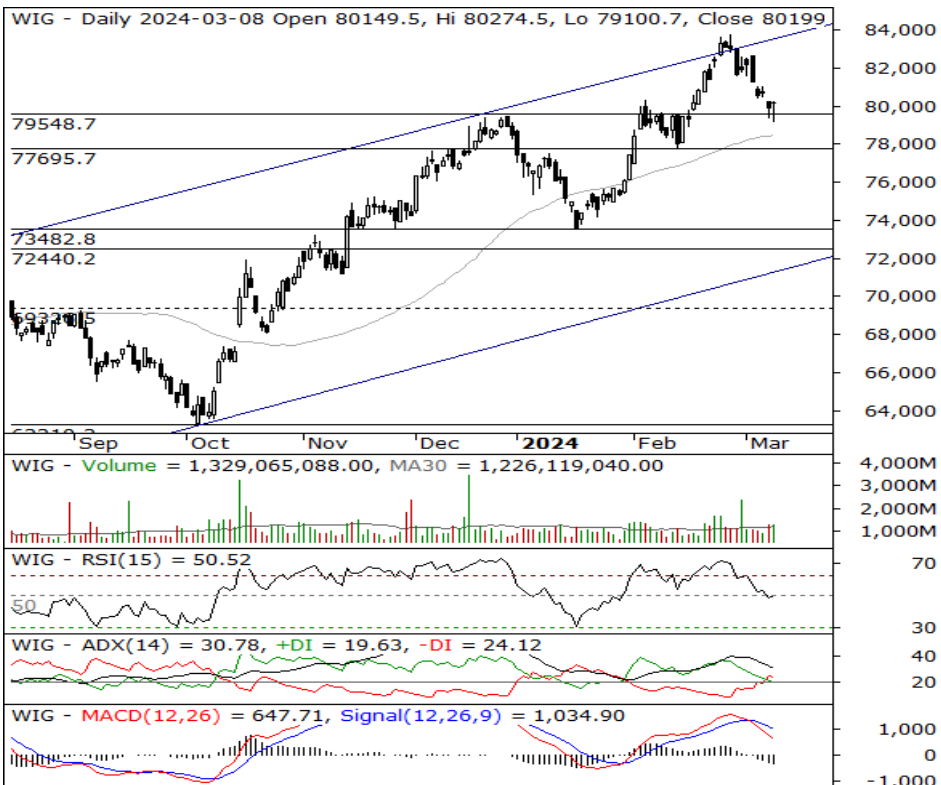 WIG - Daily 2024-03-08 Open 80149.5, Hi 80274.5, Lo 79100.7, Close 80199
84,000
82,000
80,000
79548.7
78,000
77695.7
76,000
74,000
73482.8
72440.2
72,000
70,000
68,000
66,000
64,000
Sep Oct Nov Dec 2024 Feb Mar
WIG - Volume = 1,329,065,088.00, MA30 = 1,226,119,040.00
4,000M
3,000M
2,000M
1,000M
WIG - RSI(15) = 50.52
70
50
30
WIG - ADX(14) = 30.78, +DI = 19.63, -DI = 24.12
40
20
WIG - MACD(12,26) = 647.71, Signal(12,26,9) = 1,034.90
1,000
0
-1,000